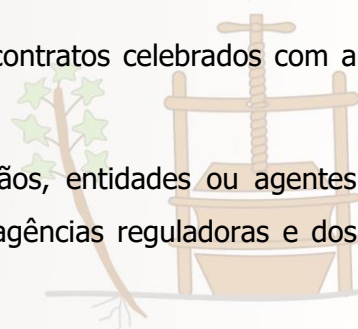 contratos celebrados com a
ãos, entidades ou agentes
agências reguladoras e dos